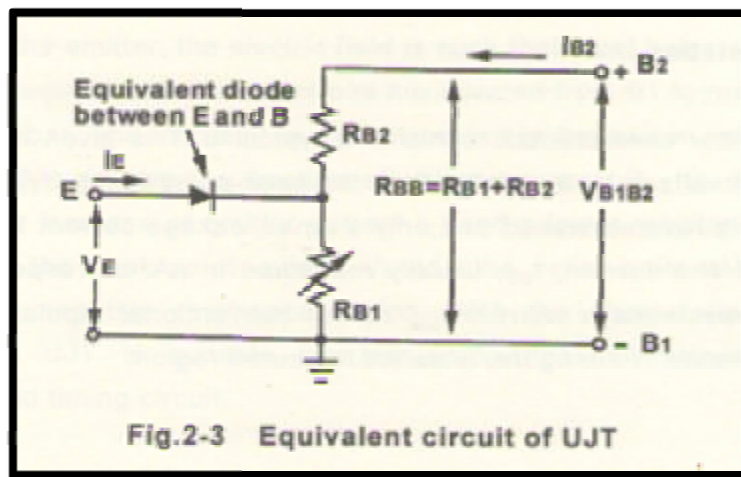 IB2
+ B2
Equivalent diode
between E and B
RB2
IE
E
RBB=RB1+RB2
VB1B2
VE
RB1
- B1
Fig.2-3 Equivalent circuit of UJT